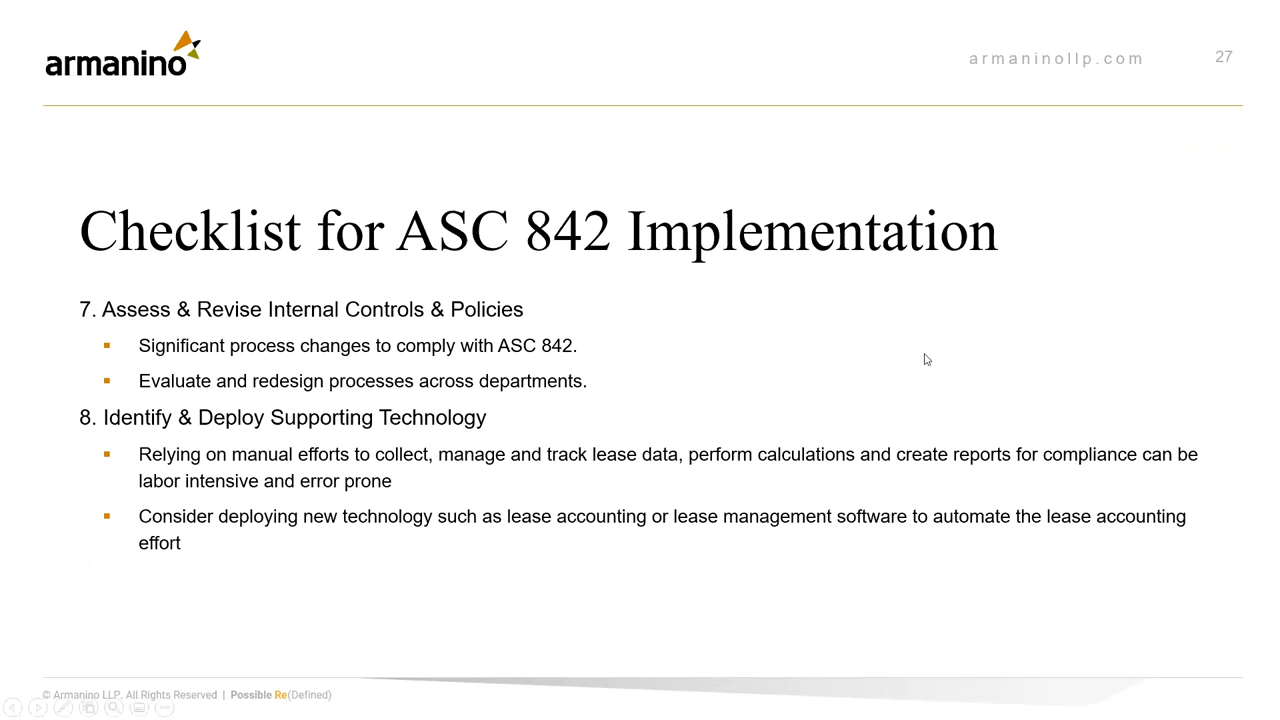 armanino
armaninollp.com
27
Checklist for ASC 842 Implementation
7. Assess & Revise Internal Controls & Policies
Significant process changes to comply with ASC 842.
Evaluate and redesign processes across departments.
8. Identify & Deploy Supporting Technology
Relying on manual efforts to collect, manage and track lease data, perform calculations and create reports for compliance can be
labor intensive and error prone
Consider deploying new technology such as lease accounting or lease management software to automate the lease accounting
effort
© Armanino LLP. All Rights Reserved | Possible Re(Defined)